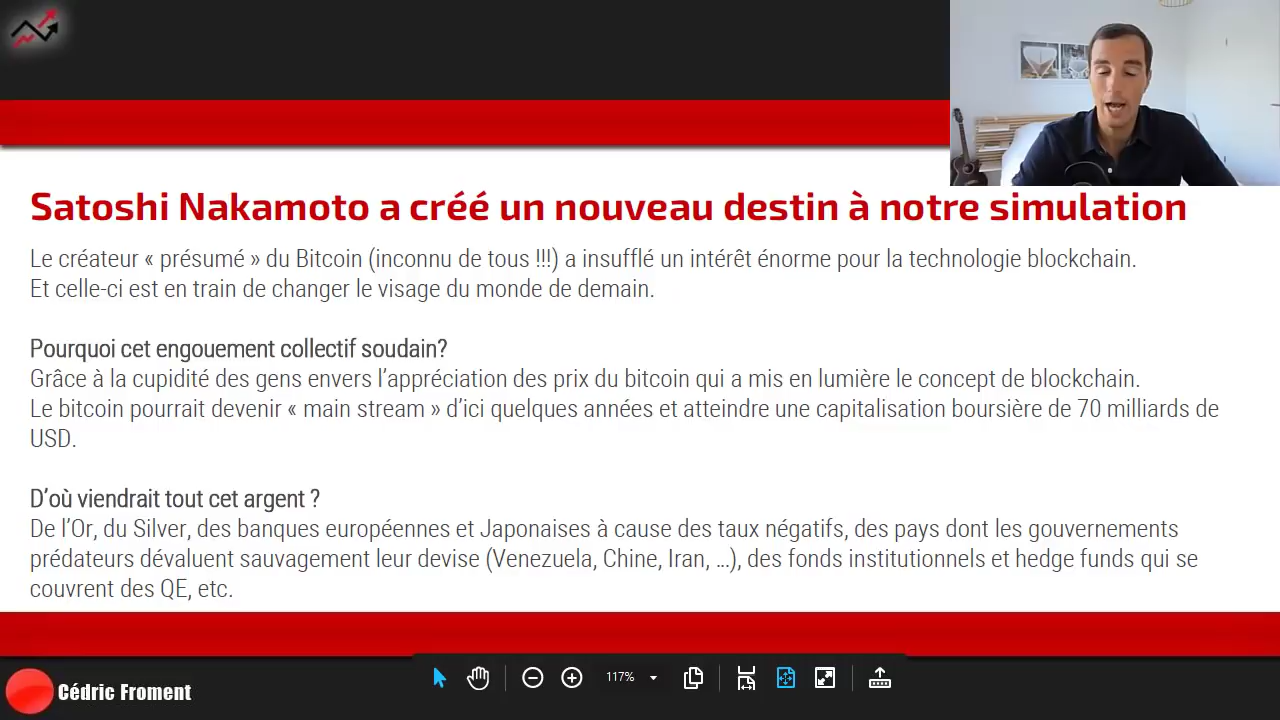 Satoshi Nakamoto a créé un nouveau destin à notre simulation
Le créateur « présumé » du Bitcoin (inconnu de tous !!!) a insufflé un intérêt énorme pour la technologie blockchain.
Et celle-ci est en train de changer le visage du monde de demain.
Pourquoi cet engouement collectif soudain?
Grâce à la cupidité des gens envers l’appréciation des prix du bitcoin qui a mis en lumière le concept de blockchain.
Le bitcoin pourrait devenir « main stream » d’ici quelques années et atteindre une capitalisation boursière de 70 milliards de
USD.
D’où viendrait tout cet argent ?
De l’Or, du Silver, des banques européennes et Japonaises à cause des taux négatifs, des pays dont les gouvernements
prédateurs dévaluent sauvagement leur devise (Venezuela, Chine, Iran, …), des fonds institutionnels et hedge funds qui se
couvrent des QE, etc.
117%
Cédric Froment